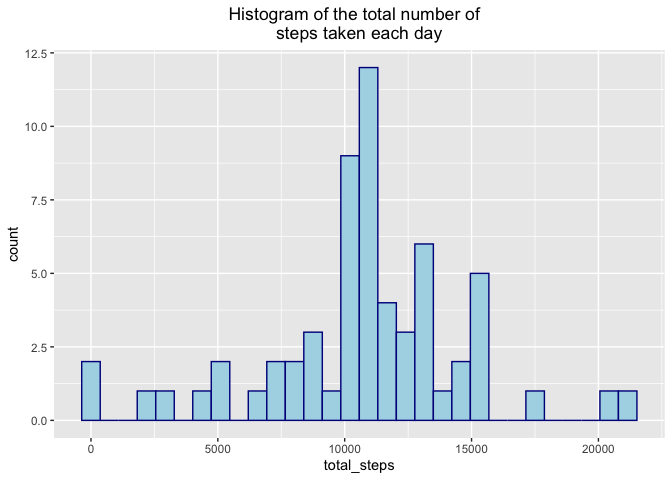 Histogram of the total number of
steps taken each day
12.5
10.0
7.5
5.0
2.5
0.0
count
0 5000 10000 15000 20000
total_steps